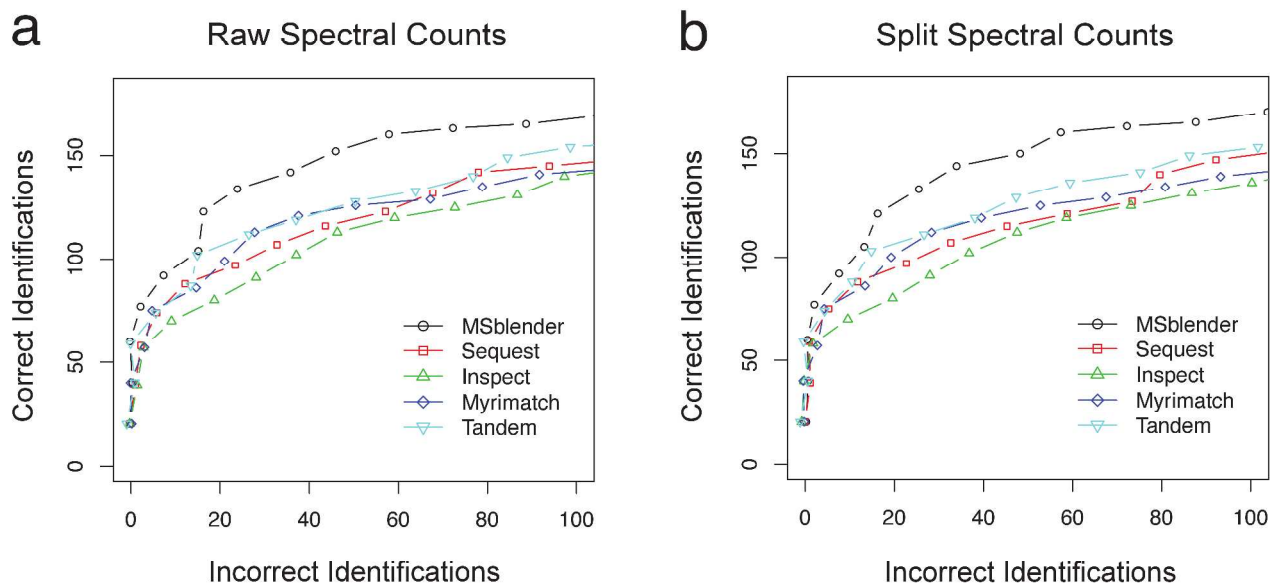 a
Raw Spectral Counts
Correct Identifications
150
100
50
0
MSblender
Sequest
Inspect
Myrimatch
Tandem
0 20 40 60 80 100
Incorrect Identifications
b
Split Spectral Counts
Correct Identifications
150
100
50
0
MSblender
Sequest
Inspect
Myrimatch
Tandem
0 20 40 60 80 100
Incorrect Identifications